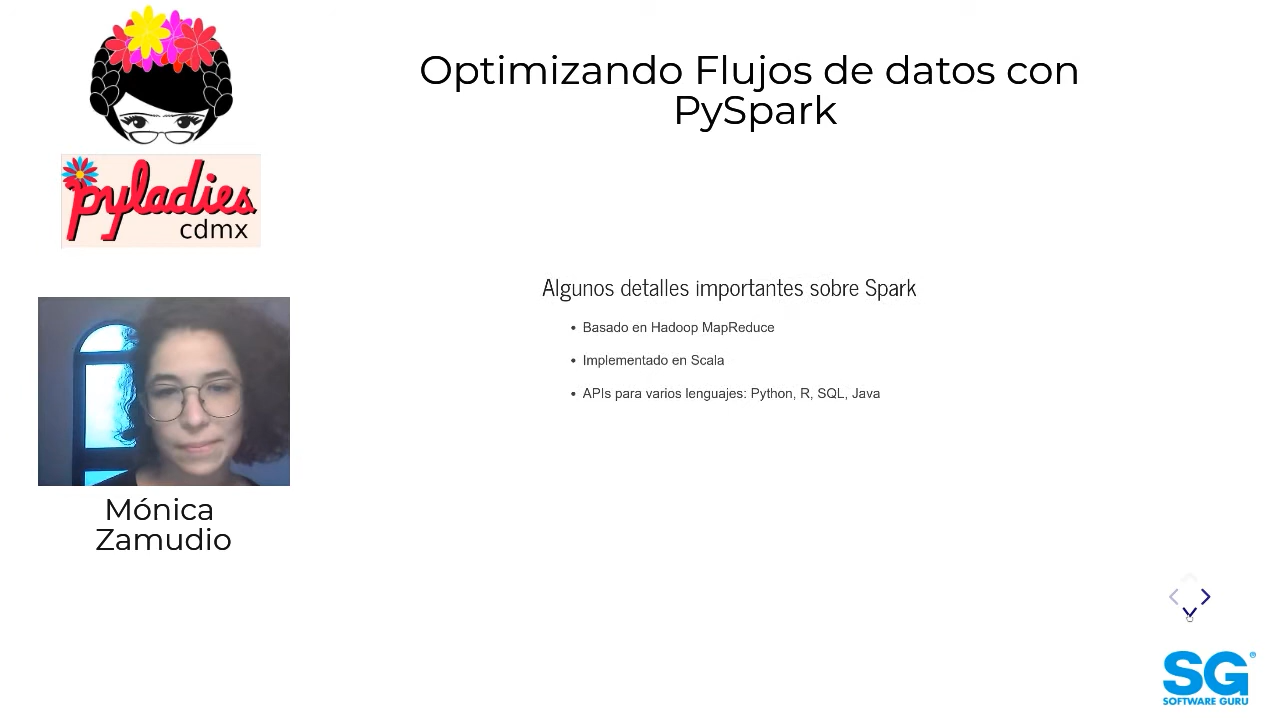 Optimizando Flujos de datos con
PySpark
pyladies
cdmx
Algunos detalles importantes sobre Spark
• Basado en Hadoop MapReduce
• Implementado en Scala
• APIs para varios lenguajes: Python, R, SQL, Java
Mónica
Zamudio
SG®
SOFTWARE GURU